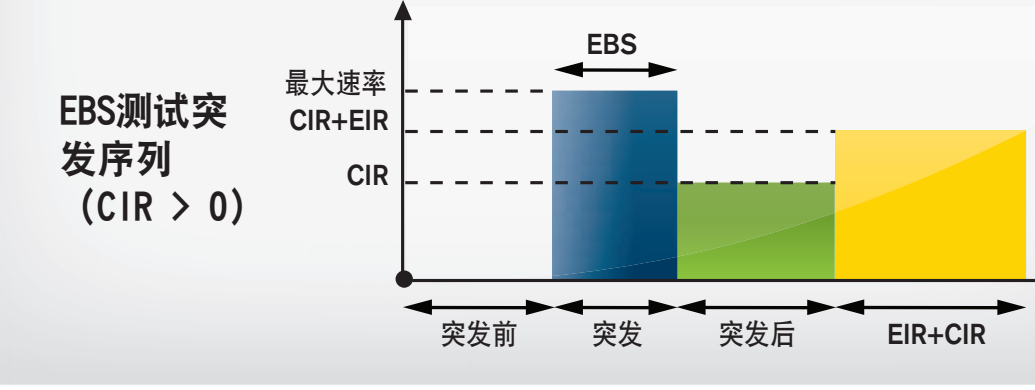 EBS测试突
发序列
（CIR > 0）
EBS
最大速率
CIR+EIR
CIR
突发前
突发
突发后
EIR+CIR